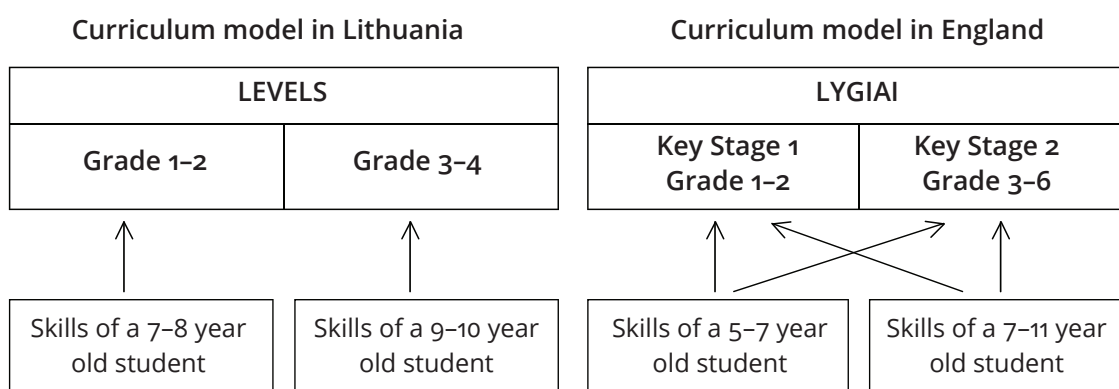 Curriculum model in Lithuania
LEVELS
Grade 1–2
Grade 3–4
Skills of a 7–8 year
old student
Skills of a 9–10 year
old student
Curriculum model in England
LYGIAI
Key Stage 1
Grade 1–2
Key Stage 2
Grade 3–6
Skills of a 5–7 year
old student
Skills of a 7–11 year
old student